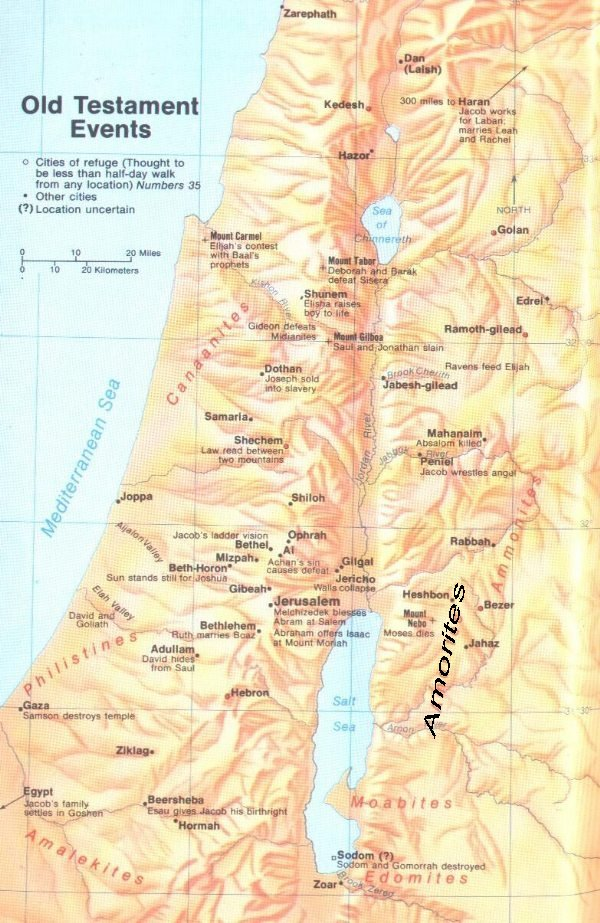 Zarephath
Dan
(Laish)
Kedesh
300 miles to Haran
Jacob works
for Laban;
marries Leah
and Rachel
Old Testament
Events
Cities of refuge (Thought to
be less than half-day walk
from any location) Numbers 35
Other cities
(?) Location uncertain
Hazor
33
NORTH
Sea
of
Chinnereth
Golan
0 10 20 Miles
0 10 20 Kilometers
Mount Carmel
Elijah's contest
with Baal's
prophets
Mount Tabor
Deborah and Barak
defeat Sisera
Kishon River
Shunem
Elisha raises
boy to life
Edrei
Gideon defeats
Midianites
Mount Gilboa
Saul and Jonathan slain
Ramoth-gilead
32
Canaanites
Dothan
Joseph sold
into slavery
Ravens feed Elijah
Brook Cherith
Jabesh-gilead
Mediterranean Sea
Samaria
Shechem
Law read between
two mountains
Jordan River
Mahanaim
Absalom killed
Jabbok River
Peniel
Jacob wrestles angel
Joppa
Shiloh
Ammonites
32
Aijalon Valley
Jacob's ladder vision
Bethel
Ophrah
Ai
Achan's sin
causes defeat
Rabbah
Mizpah
Beth-Horon
Sun stands still for Joshua
Gilgal
Jericho
Walls collapse
Gibeah
Elah Valley
David and
Goliath
Jerusalem
Melchizedek blesses
Abram at Salem
Abraham offers Isaac
at Mount Moriah
Heshbon
Mount
Nebo
Moses dies
Bezer
Amorites
Bethlehem
Ruth marries Boaz
Philistines
Adullam
David hides
from Saul
Jahaz
Hebron
Gaza
Samson destroys temple
Salt
Sea
Arnon
30
Ziklag
Egypt
Jacob's family
settles in Goshen
Beersheba
Esau gives Jacob his birthright
Hormah
Moabites
Amalekites
Sodom (?)
Sodom and Gomorrah destroyed
Zoar
Brook Zered
Edomites